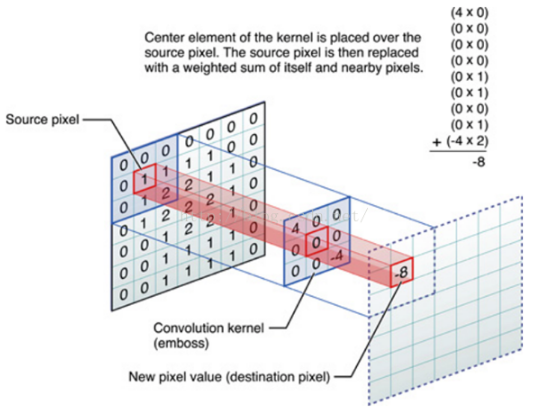 Center element of the kernel is placed over the
source pixel. The source pixel is then replaced
with a weighted sum of itself and nearby pixels.
(4 x 0)
(0 x 0)
(0 x 0)
(0 x 0)
(0 x 1)
(0 x 1)
(0 x 0)
(0 x 1)
+ (-4 x 2)
-8
Source pixel
0 0 0 0 0 0 0
0 1 1 1 1 1 0
0 1 2 2 2 1 0
0 1 2 2 2 1 0
0 1 2 2 2 1 0
0 1 1 1 1 1 0
0 0 0 0 0 0 0
4 0 0
0 0 0
0 0 -4
-8
Convolution kernel
(emboss)
New pixel value (destination pixel)